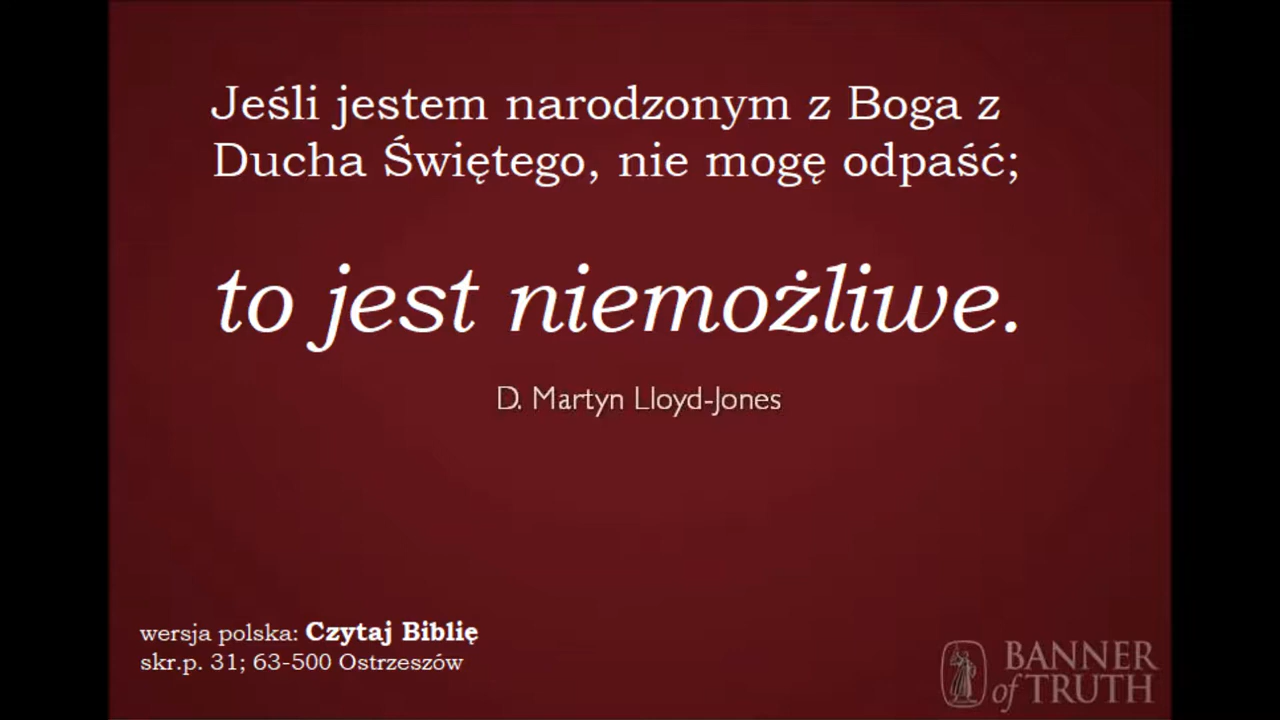 Jeśli jestem narodzonym z Boga z
Ducha Świętego, nie mogę odpaść;
to jest niemożliwe.
D. Martyn Lloyd-Jones
wersja polska: Czytaj Biblię
skr.p. 31; 63-500 Ostrzeszów
BANNER
of TRUTH